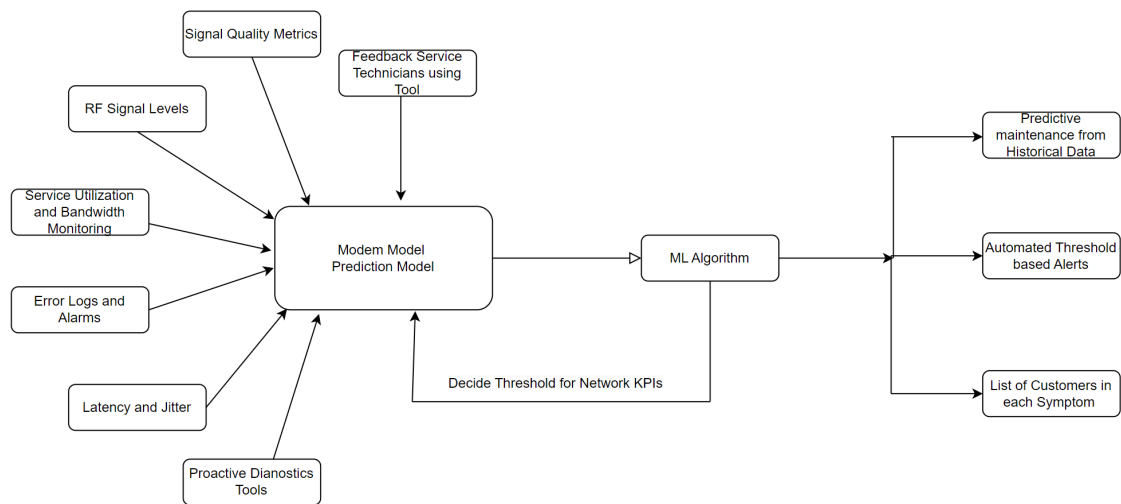 Signal Quality Metrics
Feedback Service
Technicians using
Tool
RF Signal Levels
Service Utilization
and Bandwidth
Monitoring
Error Logs and
Alarms
Latency and Jitter
Proactive Dianostics
Tools
Modem Model
Prediction Model
ML Algorithm
Decide Threshold for Network KPIs
Predictive
maintenance from
Historical Data
Automated Threshold
based Alerts
List of Customers in
each Symptom